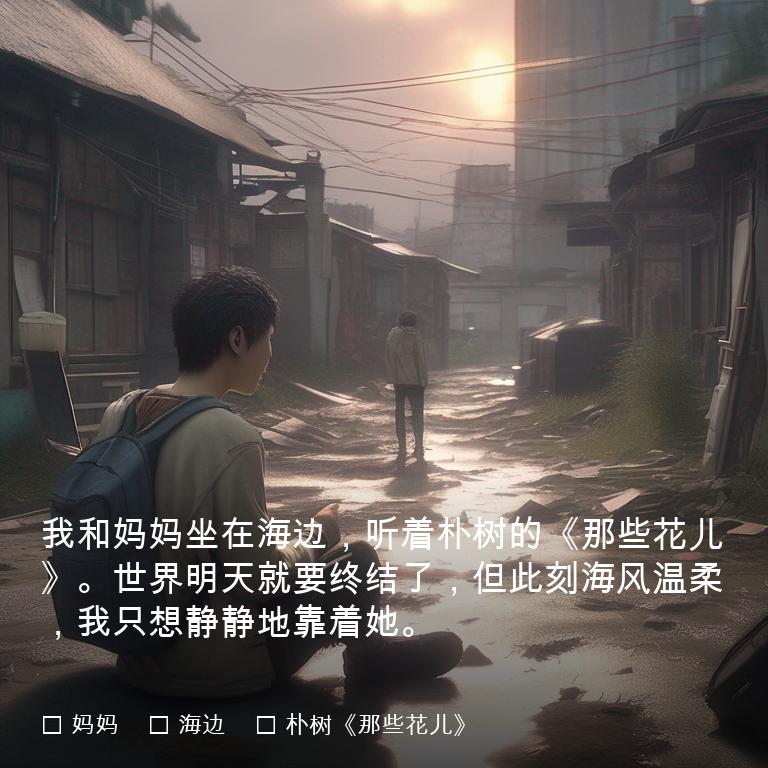 我和妈妈坐在海边，听着朴树的《那些花儿
》。世界明天就要终结了，但此刻海风温柔
，我只想静静地靠着她。
□ 妈妈 □ 海边 □ 朴树《那些花儿》